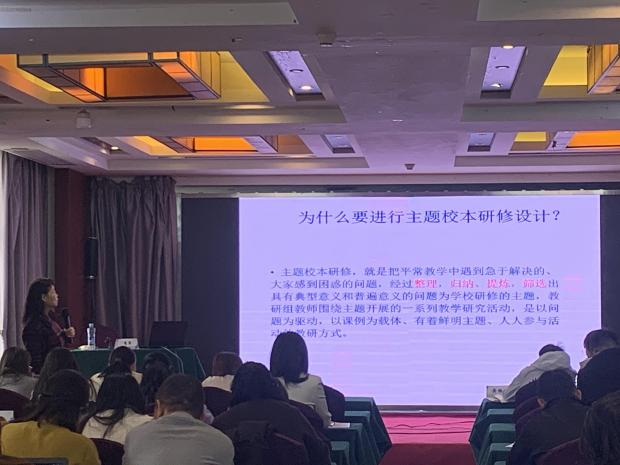 为什么要进行主题校本研修设计？
• 主题校本研修，就是把平常教学中遇到急于解决的、
大家感到困惑的问题，经过整理，归纳、提炼，筛选出
具有典型意义和普遍意义的问题为学校研修的主题，教
研组教师围绕主题开展的一系列教学研究活动，是以问
题为驱动，以课例为载体、有着鲜明主题、人人参与活
动的教研方式。